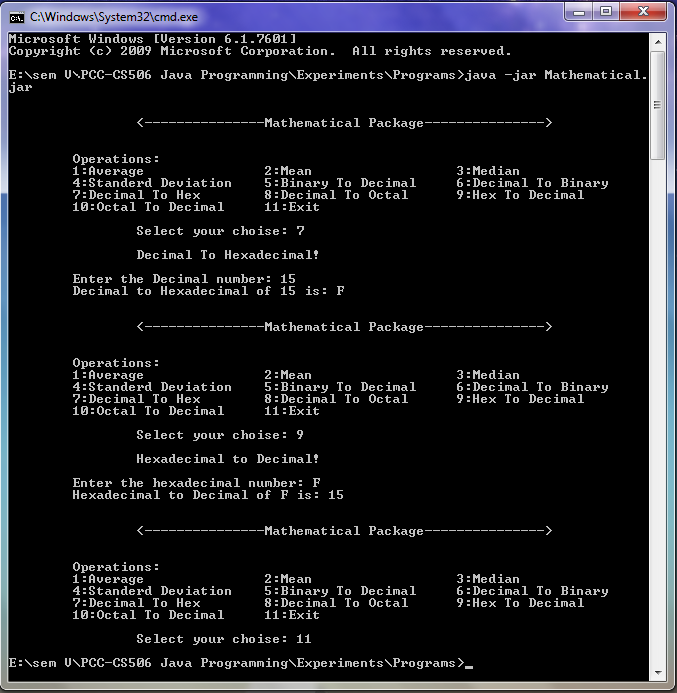 C:\Windows\System32\cmd.exe
Microsoft Windows [Version 6.1.7601]
Copyright (c) 2009 Microsoft Corporation.  All rights reserved.
E:\sem V\PCC-CS506 Java Programming\Experiments\Programs>java -jar Mathematical.
jar
<---------------Mathematical Package--------------->
Operations:
1:Average 2:Mean 3:Median
4:Standerd Deviation 5:Binary To Decimal 6:Decimal To Binary
7:Decimal To Hex 8:Decimal To Octal 9:Hex To Decimal
10:Octal To Decimal 11:Exit
Select your choise: 7
Decimal To Hexadecimal!
Enter the Decimal number: 15
Decimal to Hexadecimal of 15 is: F
<---------------Mathematical Package--------------->
Operations:
1:Average 2:Mean 3:Median
4:Standerd Deviation 5:Binary To Decimal 6:Decimal To Binary
7:Decimal To Hex 8:Decimal To Octal 9:Hex To Decimal
10:Octal To Decimal 11:Exit
Select your choise: 9
Hexadecimal to Decimal!
Enter the hexadecimal number: F
Hexadecimal to Decimal of F is: 15
<---------------Mathematical Package--------------->
Operations:
1:Average 2:Mean 3:Median
4:Standerd Deviation 5:Binary To Decimal 6:Decimal To Binary
7:Decimal To Hex 8:Decimal To Octal 9:Hex To Decimal
10:Octal To Decimal 11:Exit
Select your choise: 11
E:\sem V\PCC-CS506 Java Programming\Experiments\Programs>_